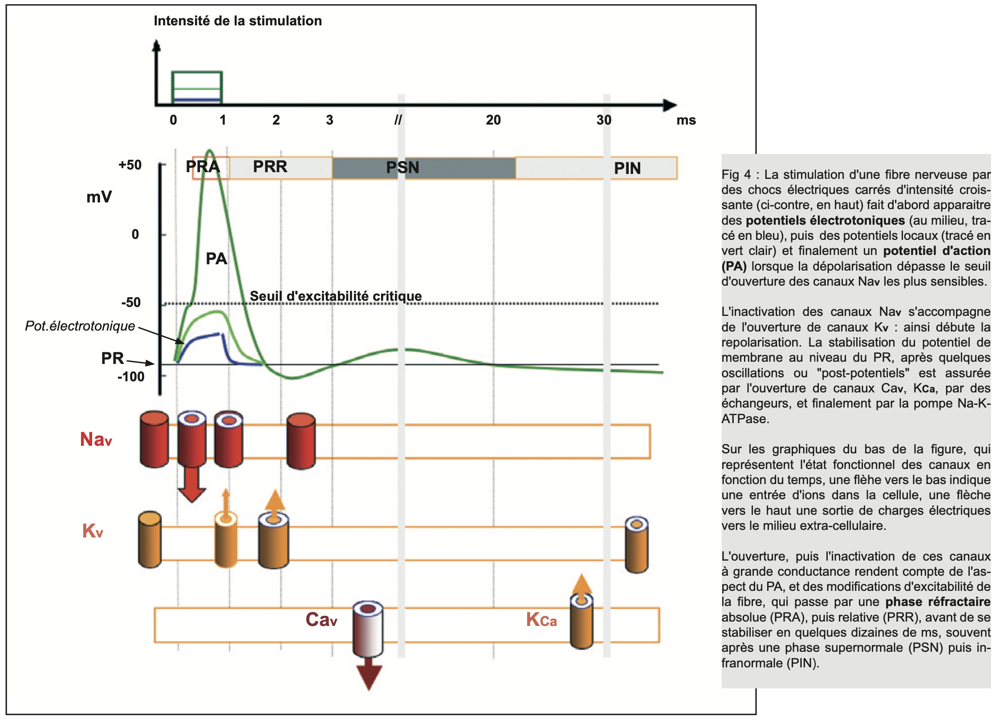 Intensité de la stimulation
0 1 2 3 // 20 30 ms
+50
mV
0
-50
-100
PRA PRR PSN PIN
PA
Seuil d'excitabilité critique
Pot.électrotonique
PR
Nav
Kv
Cav
KCa
Fig 4 : La stimulation d'une fibre nerveuse par
des chocs électriques carrés d'intensité crois-
sante (ci-contre, en haut) fait d'abord apparaitre
des potentiels électrotoniques (au milieu, tra-
cé en bleu), puis des potentiels locaux (tracé en
vert clair) et finalement un potentiel d'action
(PA) lorsque la dépolarisation dépasse le seuil
d'ouverture des canaux Nav les plus sensibles.
L'inactivation des canaux Nav s'accompagne
de l'ouverture de canaux Kv : ainsi débute la
repolarisation. La stabilisation du potentiel de
membrane au niveau du PR, après quelques
oscillations ou "post-potentiels" est assurée
par l'ouverture de canaux Cav, KCa, par des
échangeurs, et finalement par la pompe Na-K-
ATPase.
Sur les graphiques du bas de la figure, qui
représentent l'état fonctionnel des canaux en
fonction du temps, une flèhe vers le bas indique
une entrée d'ions dans la cellule, une flèche
vers le haut une sortie de charges électriques
vers le milieu extra-cellulaire.
L'ouverture, puis l'inactivation de ces canaux
à grande conductance rendent compte de l'as-
pect du PA, et des modifications d'excitabilité de
la fibre, qui passe par une phase réfractaire
absolue (PRA), puis relative (PRR), avant de se
stabiliser en quelques dizaines de ms, souvent
après une phase supernormale (PSN) puis in-
franormale (PIN).